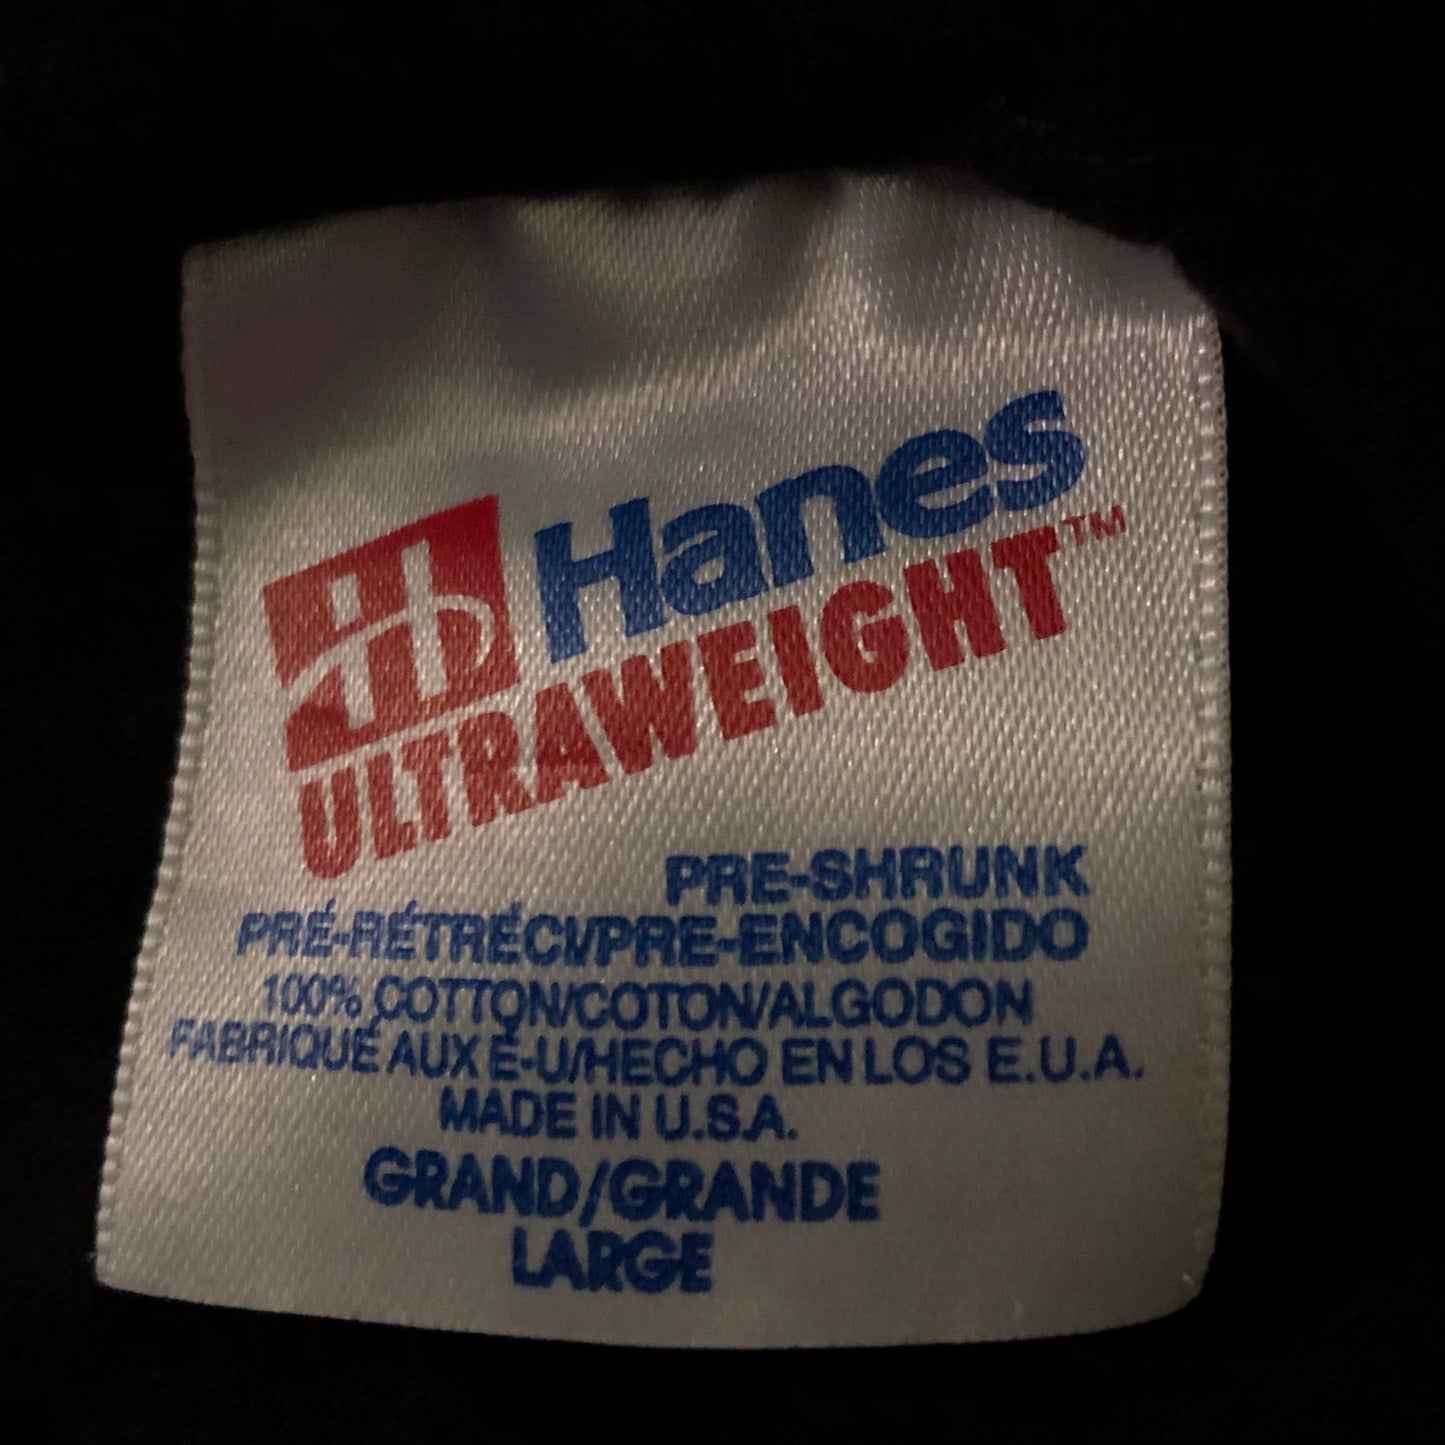 Hanes
ULTRAWEIGHT™
PRE-SHRUNK
PRÉ-RÉTRÉCI/PRE-ENCOGIDO
100% COTTON/COTON/ALGODON
FABRIQUÉ AUX É-U/HECHO EN LOS E.U.A.
MADE IN U.S.A.
GRAND/GRANDE
LARGE